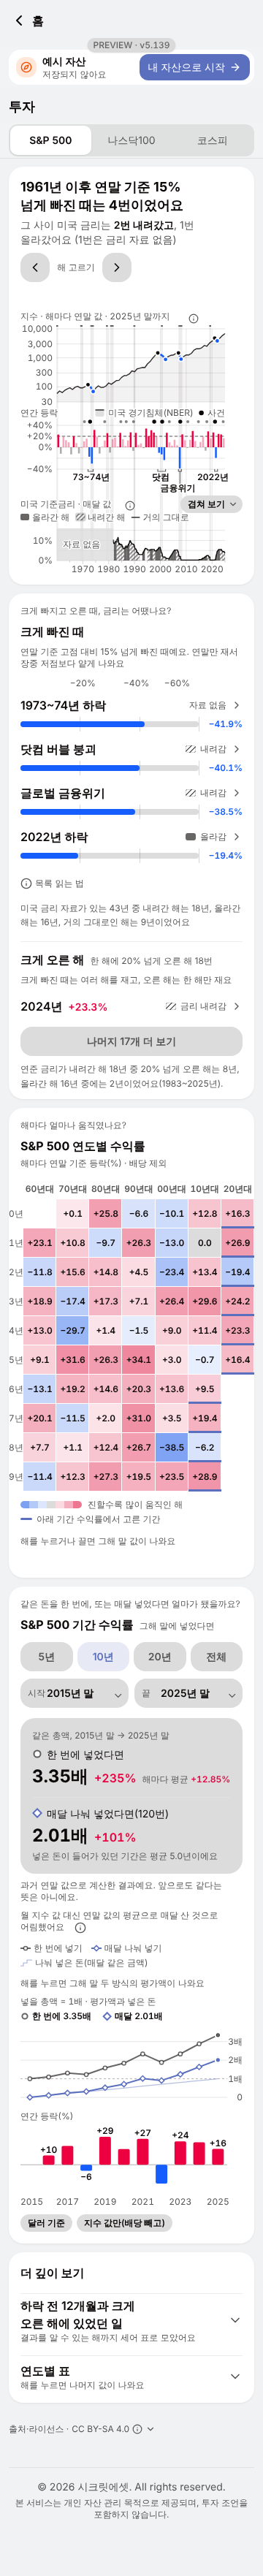 홈
PREVIEW · v5.139
예시 자산
저장되지 않아요
내 자산으로 시작
투자
S&P 500
나스닥100
코스피
1961년 이후 연말 기준 15%
넘게 빠진 때는 4번이었어요
그 사이 미국 금리는 2번 내려갔고, 1번
올라갔어요 (1번은 금리 자료 없음)
해 고르기
지수 · 해마다 연말 값 · 2025년 말까지
10,000
3,000
1,000
300
100
30
연간 등락
미국 경기침체(NBER)
사건
+40%
+20%
0%
−40%
73~74년
닷컴
금융위기
2022년
미국 기준금리 · 매달 값
겹쳐 보기
올라간 해
내려간 해
거의 그대로
10%
0%
자료 없음
1970 1980 1990 2000 2010 2020
크게 빠지고 오른 때, 금리는 어땠나요?
크게 빠진 때
연말 기준 고점 대비 15% 넘게 빠진 때예요. 연말만 재서
장중 저점보다 얕게 나와요
−20%
−40%
−60%
1973~74년 하락
자료 없음
−41.9%
닷컴 버블 붕괴
내려감
−40.1%
글로벌 금융위기
내려감
−38.5%
2022년 하락
올라감
−19.4%
목록 읽는 법
미국 금리 자료가 있는 43년 중 내려간 해는 18년, 올라간
해는 16년, 거의 그대로인 해는 9년이었어요
크게 오른 해 한 해에 20% 넘게 오른 해 18번
크게 빠진 때는 여러 해를 재고, 오른 해는 한 해만 재요
2024년 +23.3%
금리 내려감
나머지 17개 더 보기
연준 금리가 내려간 해 18년 중 20% 넘게 오른 해는 8년,
올라간 해 16년 중에는 2년이었어요(1983~2025년).
해마다 얼마나 움직였나요?
S&P 500 연도별 수익률
해마다 연말 기준 등락(%) · 배당 제외
60년대 70년대 80년대 90년대 00년대 10년대 20년대
0년 +0.1 +25.8 −6.6 −10.1 +12.8 +16.3
1년 +23.1 +10.8 −9.7 +26.3 −13.0 0.0 +26.9
2년 −11.8 +15.6 +14.8 +4.5 −23.4 +13.4 −19.4
3년 +18.9 −17.4 +17.3 +7.1 +26.4 +29.6 +24.2
4년 +13.0 −29.7 +1.4 −1.5 +9.0 +11.4 +23.3
5년 +9.1 +31.6 +26.3 +34.1 +3.0 −0.7 +16.4
6년 −13.1 +19.2 +14.6 +20.3 +13.6 +9.5
7년 +20.1 −11.5 +2.0 +31.0 +3.5 +19.4
8년 +7.7 +1.1 +12.4 +26.7 −38.5 −6.2
9년 −11.4 +12.3 +27.3 +19.5 +23.5 +28.9
진할수록 많이 움직인 해
아래 기간 수익률에서 고른 기간
해를 누르거나 끌면 그해 말 값이 나와요
같은 돈을 한 번에, 또는 매달 넣었다면 얼마가 됐을까요?
S&P 500 기간 수익률 그해 말에 넣었다면
5년
10년
20년
전체
시작 2015년 말
끝 2025년 말
같은 총액, 2015년 말 → 2025년 말
한 번에 넣었다면
3.35배 +235% 해마다 평균 +12.85%
매달 나눠 넣었다면(120번)
2.01배 +101%
넣은 돈이 들어가 있던 기간은 평균 5.0년이에요
과거 연말 값으로 계산한 결과예요. 앞으로도 같다는
뜻은 아니에요.
월 지수 값 대신 연말 값의 평균으로 매달 산 것으로
어림했어요
한 번에 넣기
매달 나눠 넣기
나눠 넣은 돈(매달 같은 금액)
해를 누르면 그해 말 두 방식의 평가액이 나와요
넣을 총액 = 1배 · 평가액과 넣은 돈
한 번에 3.35배
매달 2.01배
3배
2배
1배
0
연간 등락(%)
+10
−6
+29
+27
+24
+16
2015 2017 2019 2021 2023 2025
달러 기준
지수 값만(배당 빼고)
더 깊이 보기
하락 전 12개월과 크게
오른 해에 있었던 일
결과를 알 수 있는 해까지 세어 표로 모았어요
연도별 표
해를 누르면 나머지 값이 나와요
출처·라이선스 · CC BY-SA 4.0
© 2026 시크릿에셋. All rights reserved.
본 서비스는 개인 자산 관리 목적으로 제공되며, 투자 조언을
포함하지 않습니다.